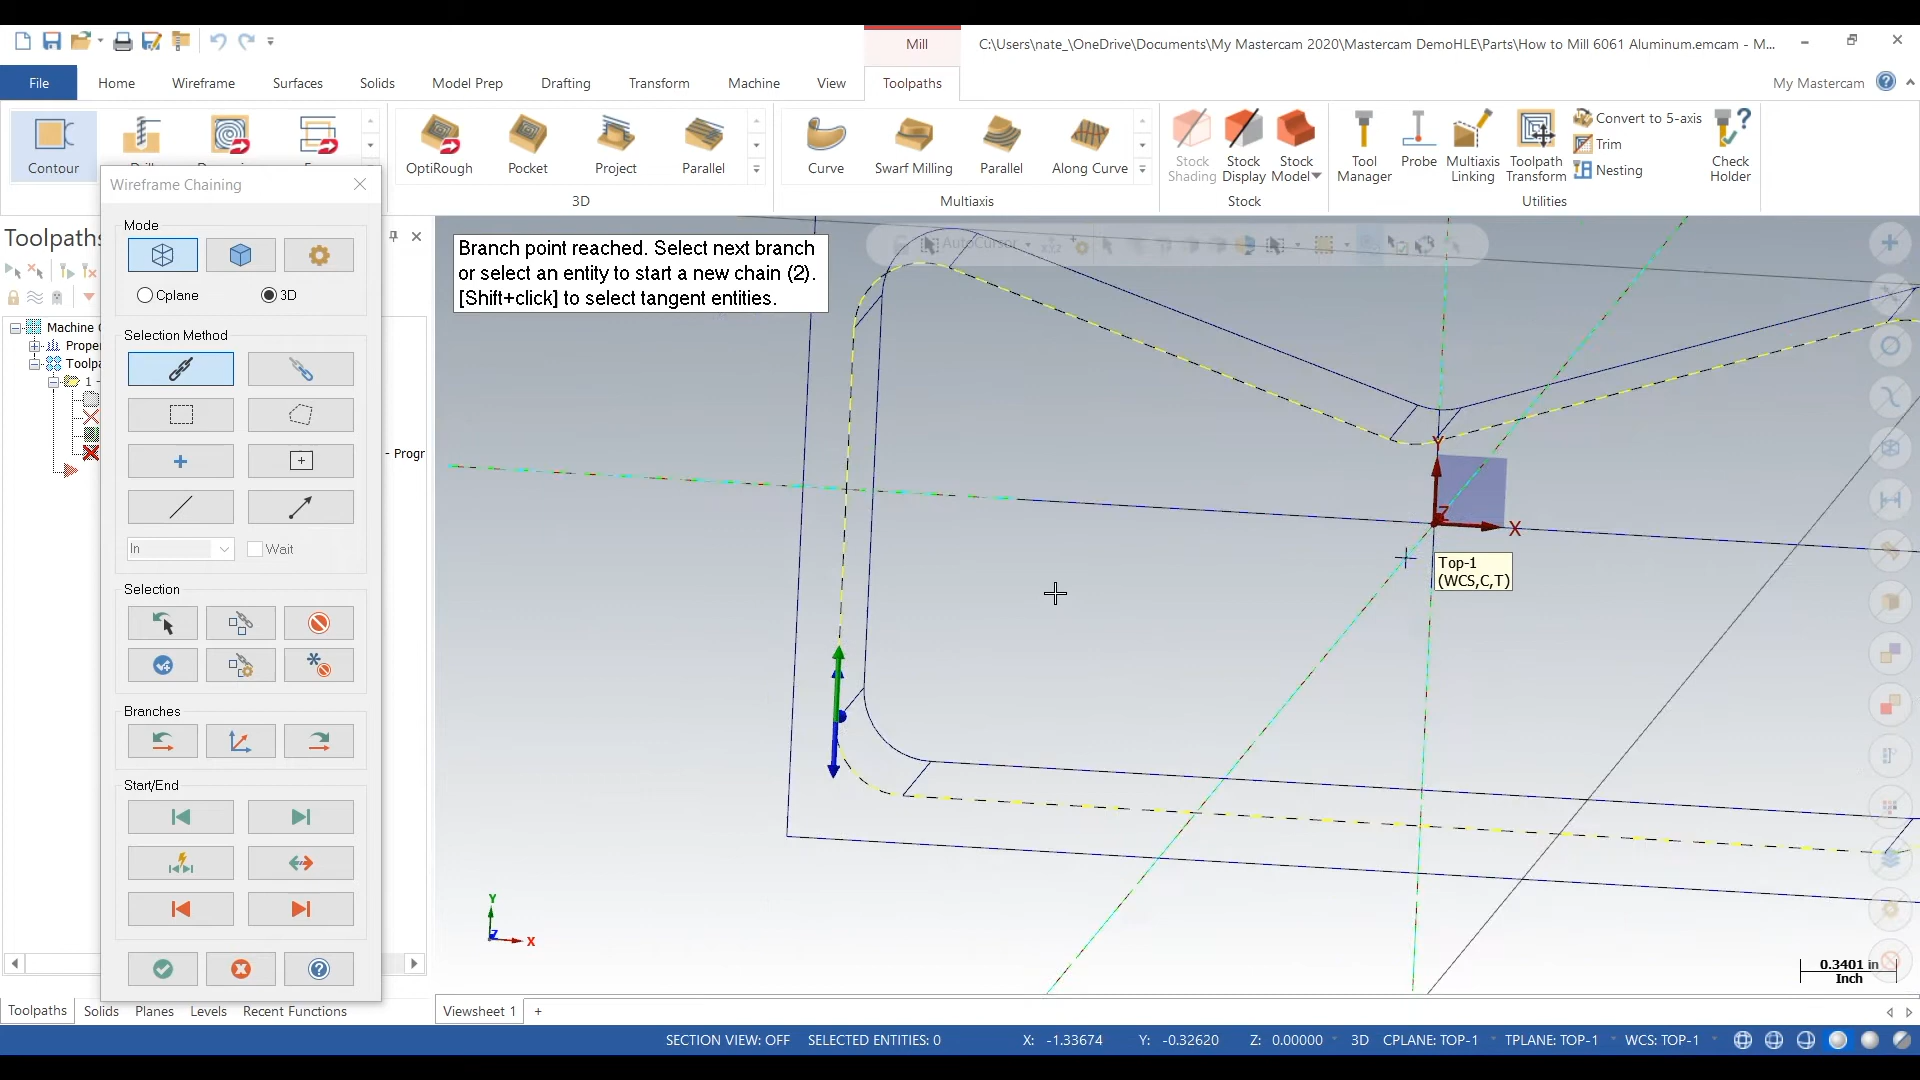 Mill
C:\Users\nate_\OneDrive\Documents\My Mastercam 2020\Mastercam DemoHLE\Parts\How to Mill 6061 Aluminum.emcam - M...
File
Home
Wireframe
Surfaces
Solids
Model Prep
Drafting
Transform
Machine
View
Toolpaths
My Mastercam
Contour
OptiRough
Pocket
Project
Parallel
Curve
Swarf Milling
Parallel
Along Curve
Stock Shading
Stock Display
Stock Model
Tool Manager
Probe
Multiaxis Linking
Toolpath Transform
Convert to 5-axis
Trim
Nesting
Check Holder
3D
Multiaxis
Stock
Utilities
Wireframe Chaining
Toolpaths
Mode
Cplane
3D
Selection Method
In
Wait
Selection
Branches
Start/End
Machine
Prope
Toolpa
1 -
- Progr
Branch point reached. Select next branch
or select an entity to start a new chain (2).
[Shift+click] to select tangent entities.
AutoCursor
Y
Z
X
Top-1
(WCS,C,T)
Y
Z
X
0.3401 in
Inch
Toolpaths
Solids
Planes
Levels
Recent Functions
Viewsheet 1
+
SECTION VIEW: OFF
SELECTED ENTITIES: 0
X: -1.33674
Y: -0.32620
Z: 0.00000
3D
CPLANE: TOP-1
TPLANE: TOP-1
WCS: TOP-1